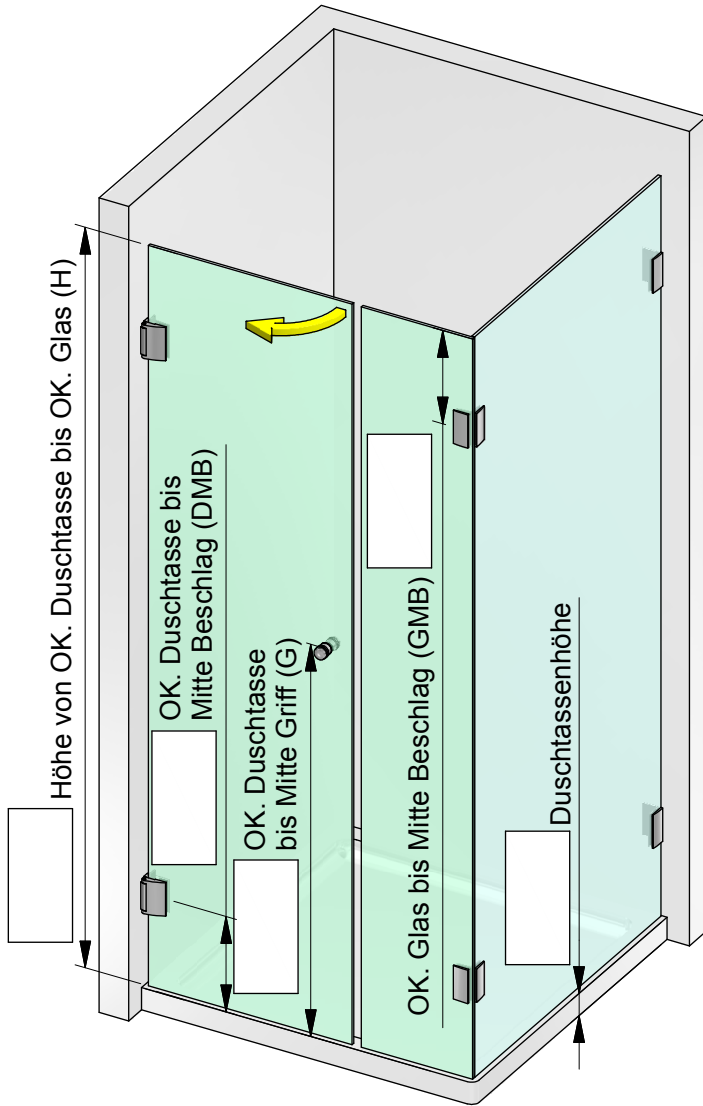 Höhe von OK. Duschtasse bis OK. Glas (H)
OK. Duschtasse bis
Mitte Beschlag (DMB)
OK. Duschtasse
bis Mitte Griff (G)
OK. Glas bis Mitte Beschlag (GMB)
Duschtassenhöhe